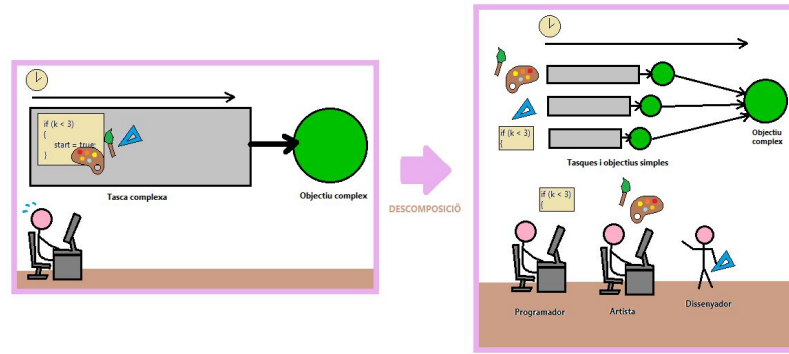 if (k < 3)
{
start = true;
}
Tasca complexa
Objectiu complex
DESCOMPOSICIÓ
if (k < 3)
{
Objectiu
complex
Tasques i objectius simples
if (k < 3)
{
Programador
Artista
Dissenyador